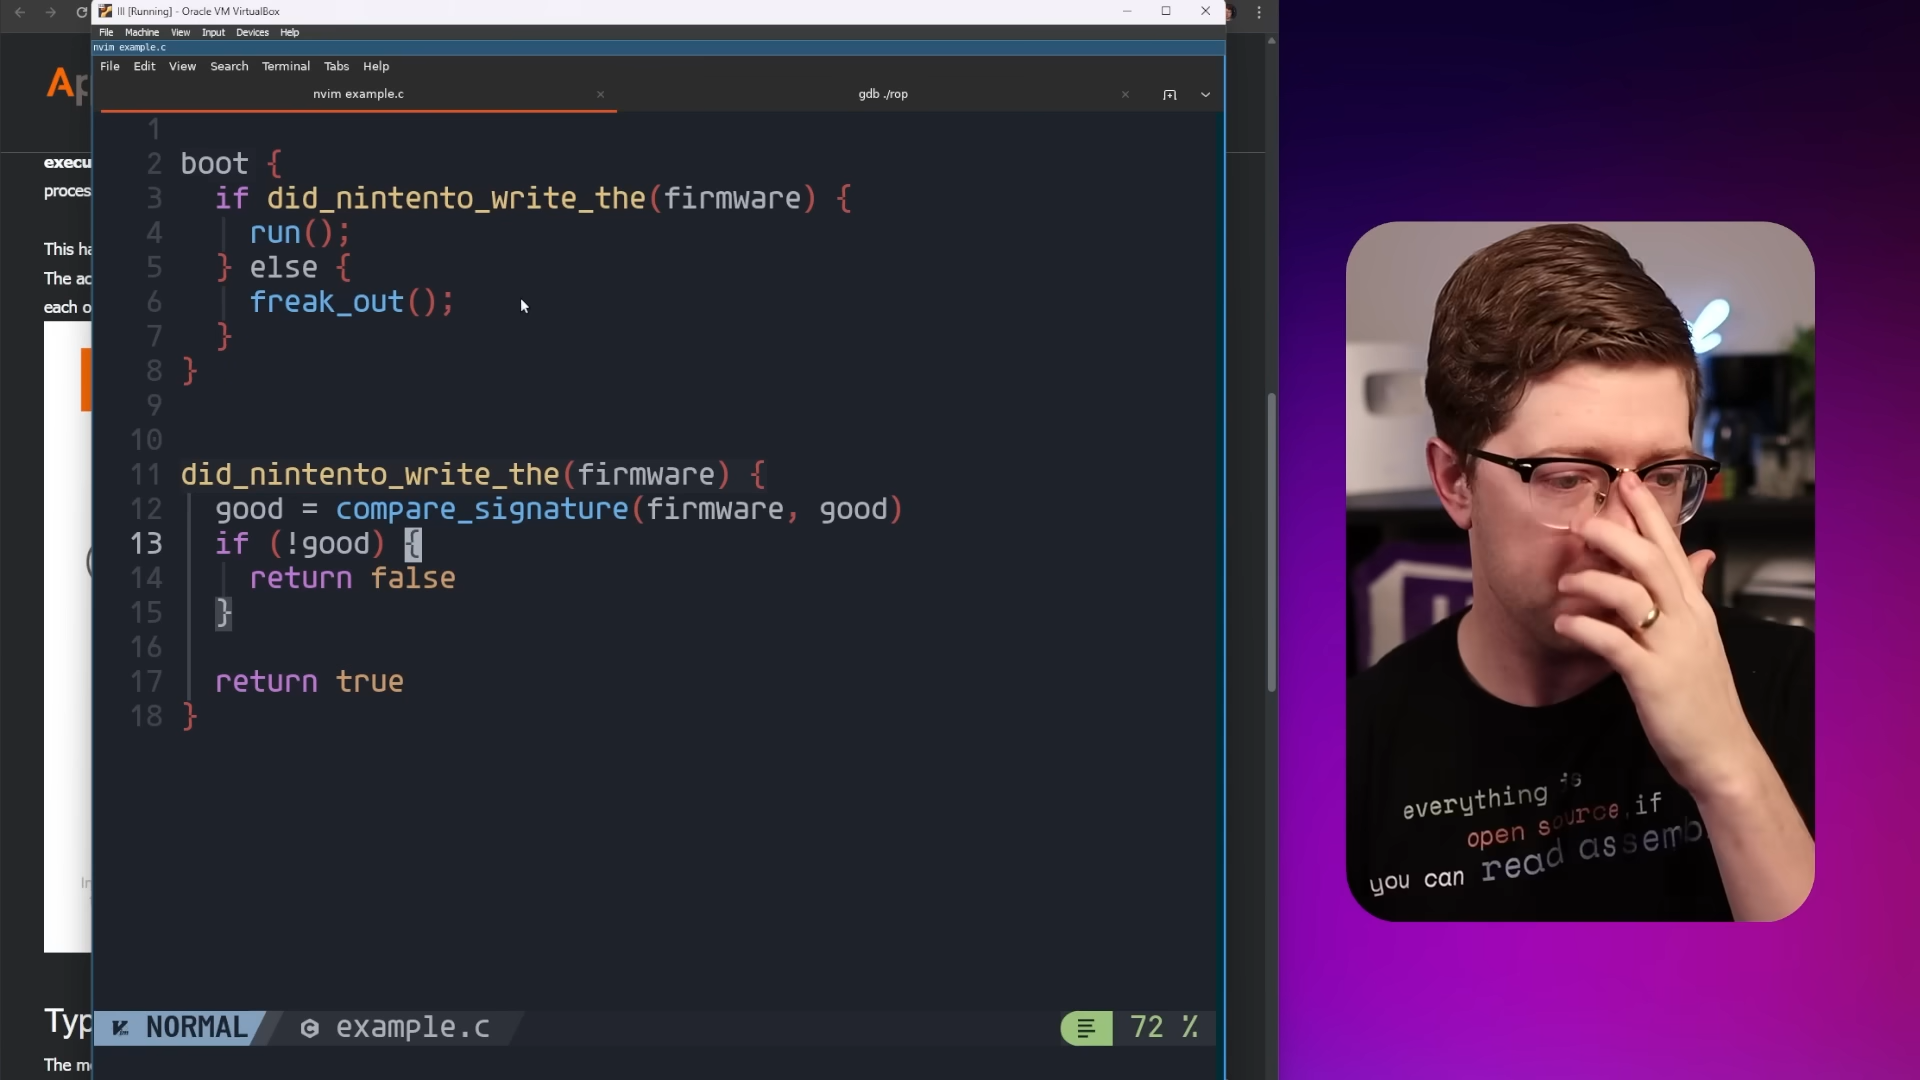 III [Running] - Oracle VM VirtualBox
File Machine View Input Devices Help
nvim example.c
File Edit View Search Terminal Tabs Help
nvim example.c
gdb ./rop
1
2 boot {
3 if did_nintento_write_the(firmware) {
4 run();
5 } else {
6 freak_out();
7 }
8 }
9
10
11 did_nintento_write_the(firmware) {
12 good = compare_signature(firmware, good)
13 if (!good) {
14 return false
15 }
16
17 return true
18 }
NORMAL example.c 72 %
execu
proces
This ha
The ac
each o
Typ
The m
everything is
open source, if
you can read assemb